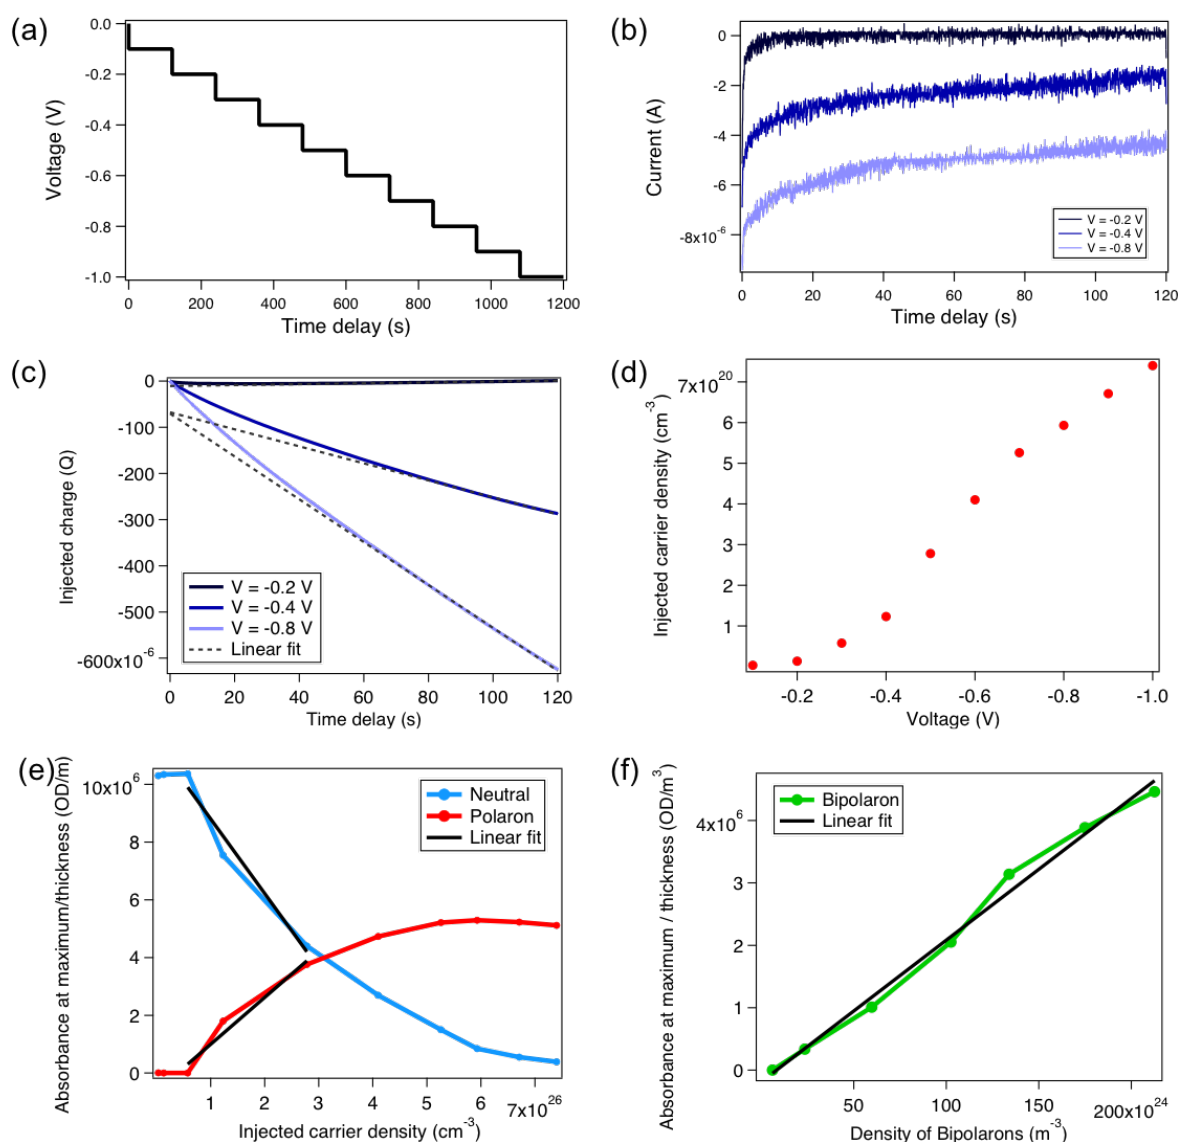 (a)
0.0
-0.2
-0.4
-0.6
-0.8
-1.0
Voltage (V)
0 200 400 600 800 1000 1200
Time delay (s)
(b)
0
-2
-4
-6
-8x10⁻⁶
Current (A)
V = -0.2 V
V = -0.4 V
V = -0.8 V
0 20 40 60 80 100 120
Time delay (s)
(c)
0
-100
-200
-300
-400
-500
-600x10⁻⁶
Injected charge (Q)
V = -0.2 V
V = -0.4 V
V = -0.8 V
Linear fit
0 20 40 60 80 100 120
Time delay (s)
(d)
7x10²⁰
6
5
4
3
2
1
Injected carrier density (cm⁻³)
-0.2 -0.4 -0.6 -0.8 -1.0
Voltage (V)
(e)
10x10⁶
8
6
4
2
0
Absorbance at maximum/thickness (OD/m)
Neutral
Polaron
Linear fit
1 2 3 4 5 6 7x10²⁶
Injected carrier density (cm⁻³)
(f)
4x10⁶
3
2
1
0
Absorbance at maximum / thickness (OD/m³)
Bipolaron
Linear fit
50 100 150 200x10²⁴
Density of Bipolarons (m⁻³)